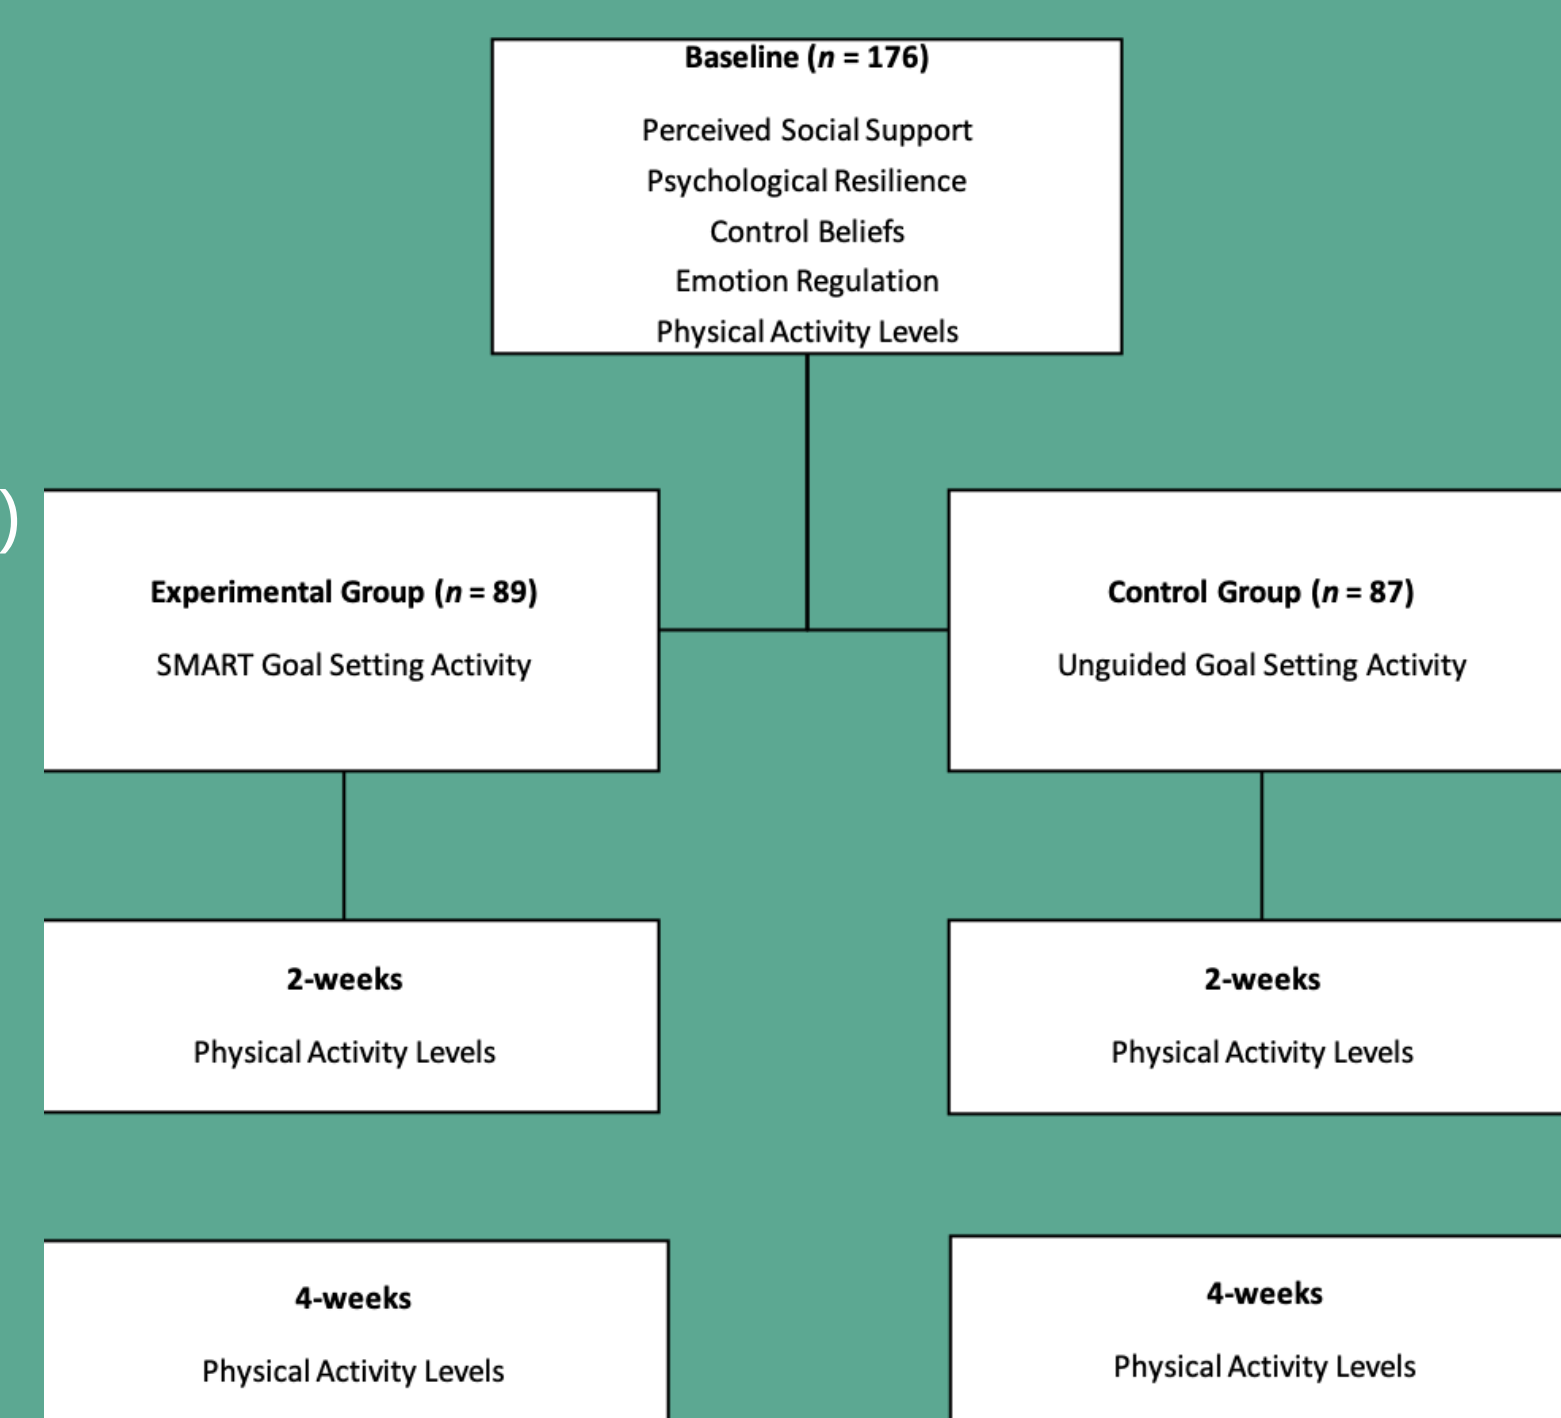 Baseline (n = 176)
Perceived Social Support
Psychological Resilience
Control Beliefs
Emotion Regulation
Physical Activity Levels
)
Experimental Group (n = 89)
SMART Goal Setting Activity
Control Group (n = 87)
Unguided Goal Setting Activity
2-weeks
Physical Activity Levels
2-weeks
Physical Activity Levels
4-weeks
Physical Activity Levels
4-weeks
Physical Activity Levels